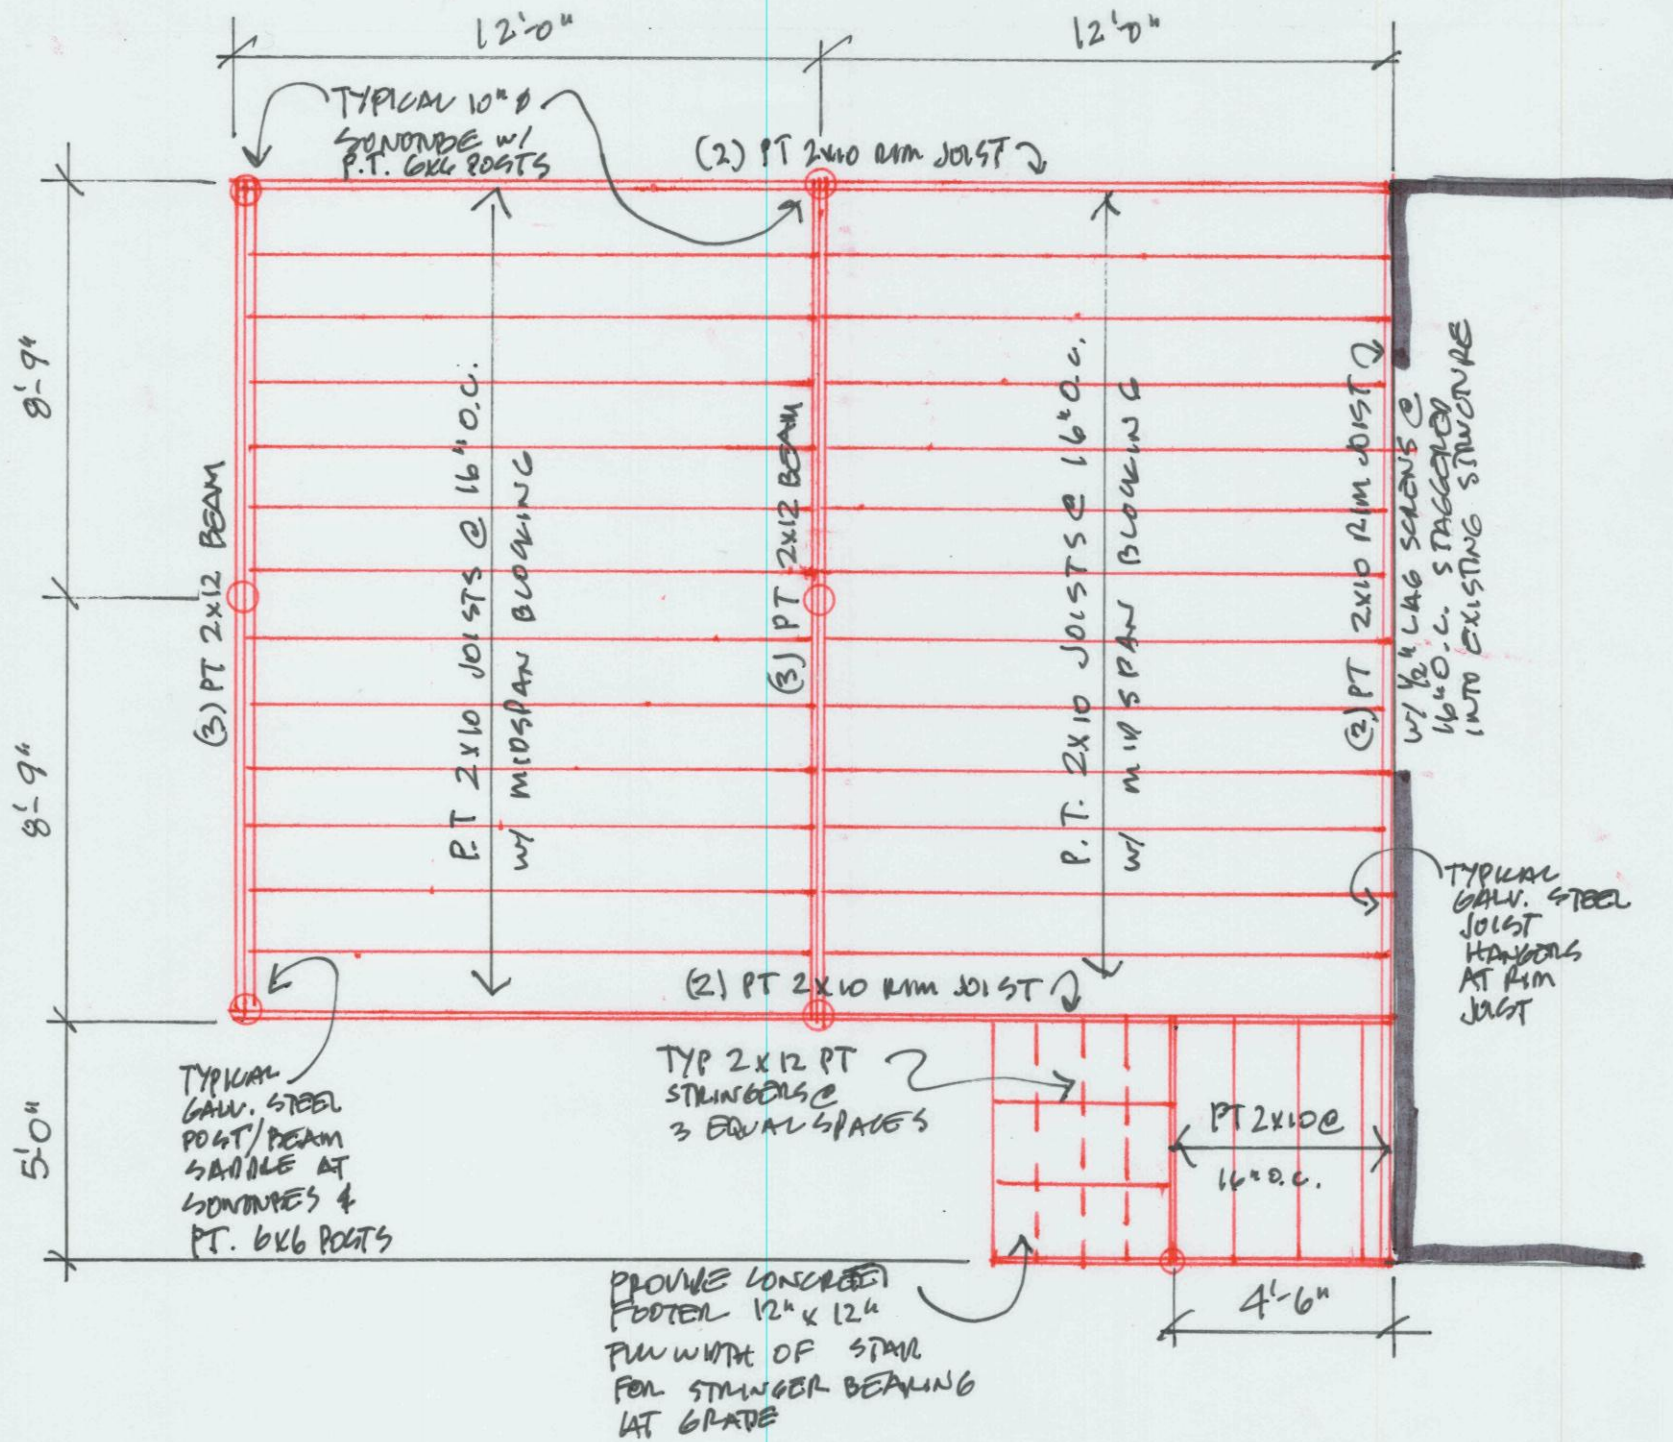 12'-0"
12'-0"
TYPICAL 10" Ø
SONOTUBE w/
P.T. 6x6 POSTS
(2) PT 2x10 RIM JOIST
8'-9"
8'-9"
5'-0"
(3) PT 2x12 BEAM
P.T 2x10 JOISTS @ 16" O.C.
w/ MIDSPAN BLOCKING
(3) PT 2x12 BEAM
P.T. 2x10 JOISTS @ 16" O.C.
w/ MIDSPAN BLOCKING
(2) PT 2x10 RIM JOIST
w/ ½" LAG SCREWS @
16" O.C. STAGGERED
INTO EXISTING STRUCTURE
TYPICAL
GALV. STEEL
JOIST
HANGERS
AT RIM
JOIST
(2) PT 2x10 RIM JOIST
TYPICAL
GALV. STEEL
POST/BEAM
SADDLE AT
SONOTUBES &
PT. 6x6 POSTS
TYP 2x12 PT
STRINGERS @
3 EQUAL SPACES
PT 2x10 @
16" O.C.
PROVIDE CONCRETE
FOOTER 12" x 12"
FULL WIDTH OF STAIR
FOR STRINGER BEARING
AT GRADE
4'-6"